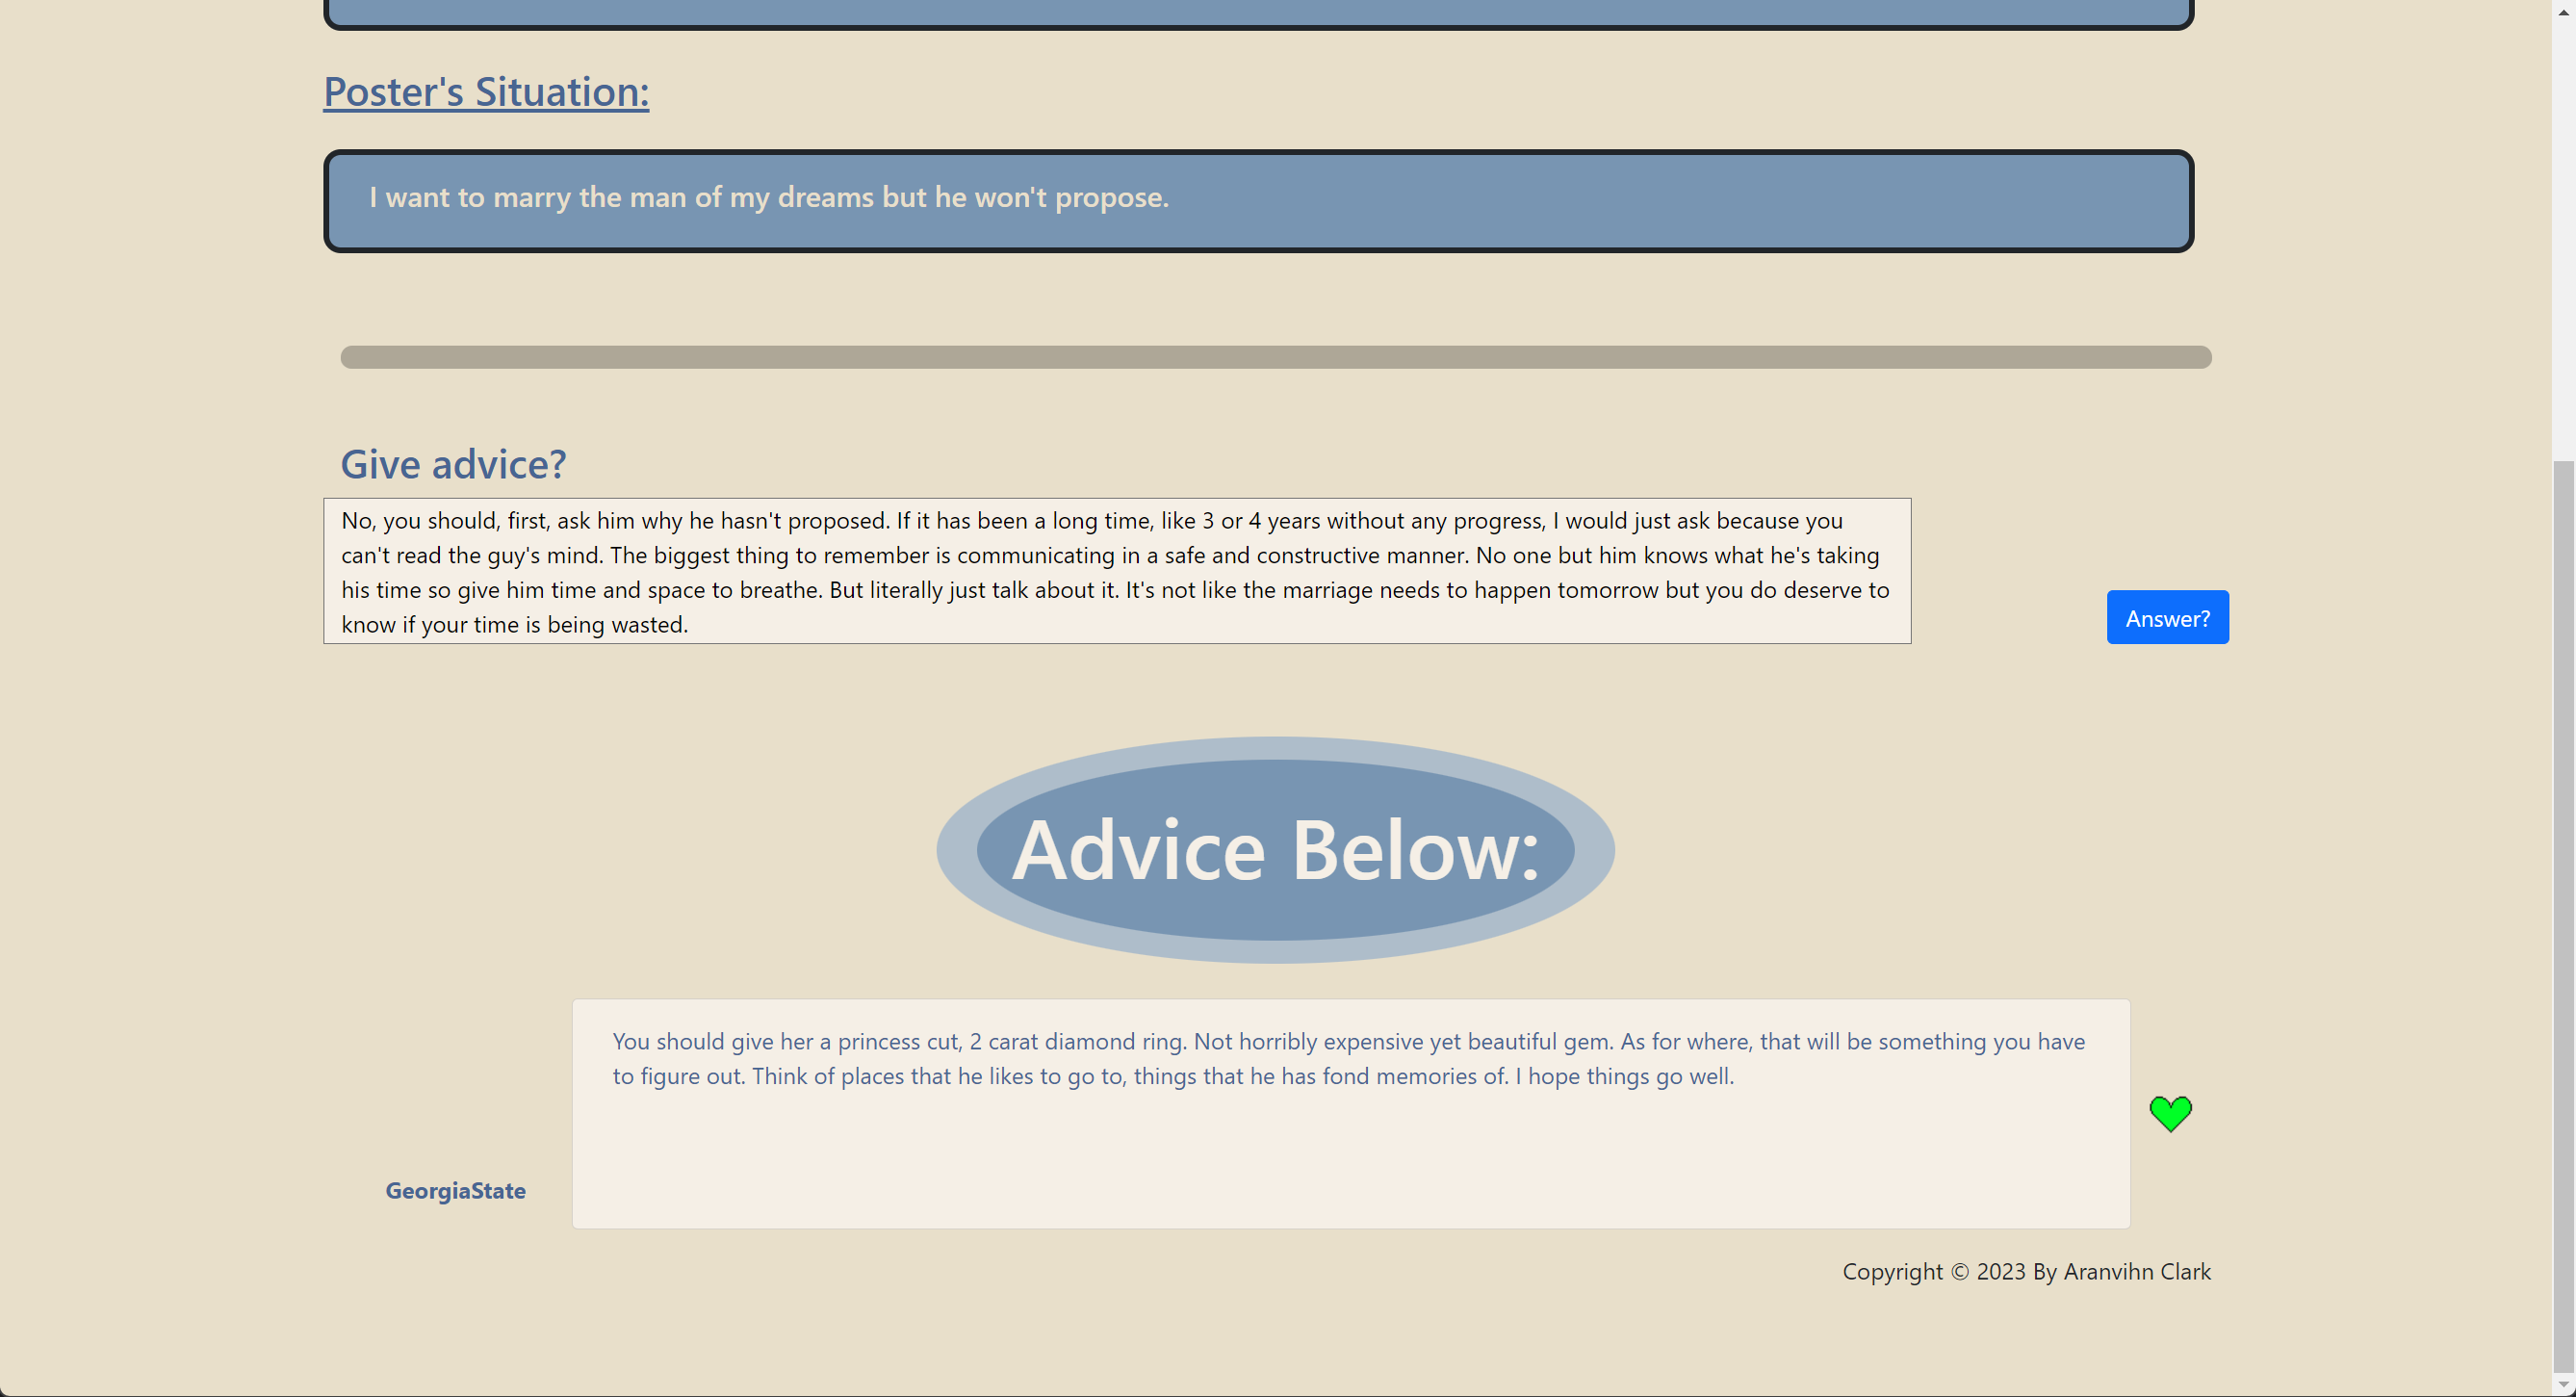 Poster's Situation:
I want to marry the man of my dreams but he won't propose.
Give advice?
No, you should, first, ask him why he hasn't proposed. If it has been a long time, like 3 or 4 years without any progress, I would just ask because you
can't read the guy's mind. The biggest thing to remember is communicating in a safe and constructive manner. No one but him knows what he's taking
his time so give him time and space to breathe. But literally just talk about it. It's not like the marriage needs to happen tomorrow but you do deserve to
know if your time is being wasted.
Answer?
Advice Below:
You should give her a princess cut, 2 carat diamond ring. Not horribly expensive yet beautiful gem. As for where, that will be something you have
to figure out. Think of places that he likes to go to, things that he has fond memories of. I hope things go well.
GeorgiaState
Copyright © 2023 By Aranvihn Clark